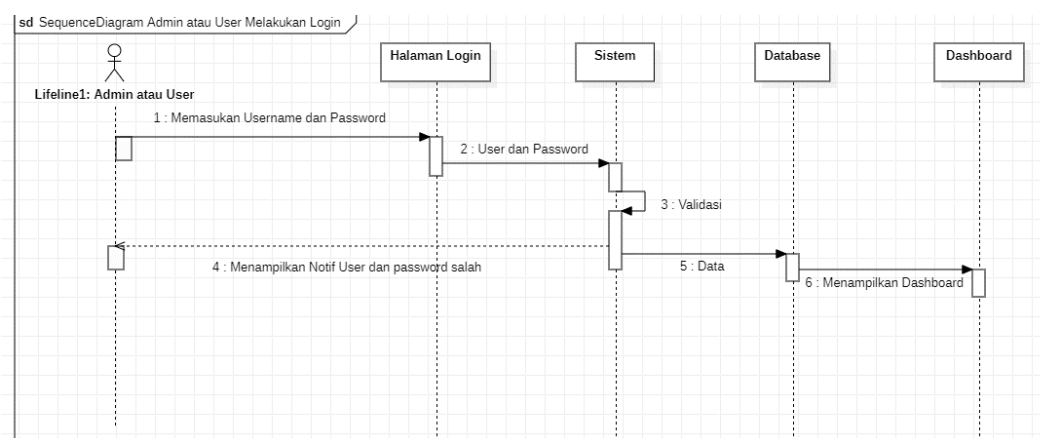 sd SequenceDiagram Admin atau User Melakukan Login
Lifeline1: Admin atau User
Halaman Login
Sistem
Database
Dashboard
1 : Memasukan Username dan Password
2 : User dan Password
3 : Validasi
4 : Menampilkan Notif User dan password salah
5 : Data
6 : Menampilkan Dashboard